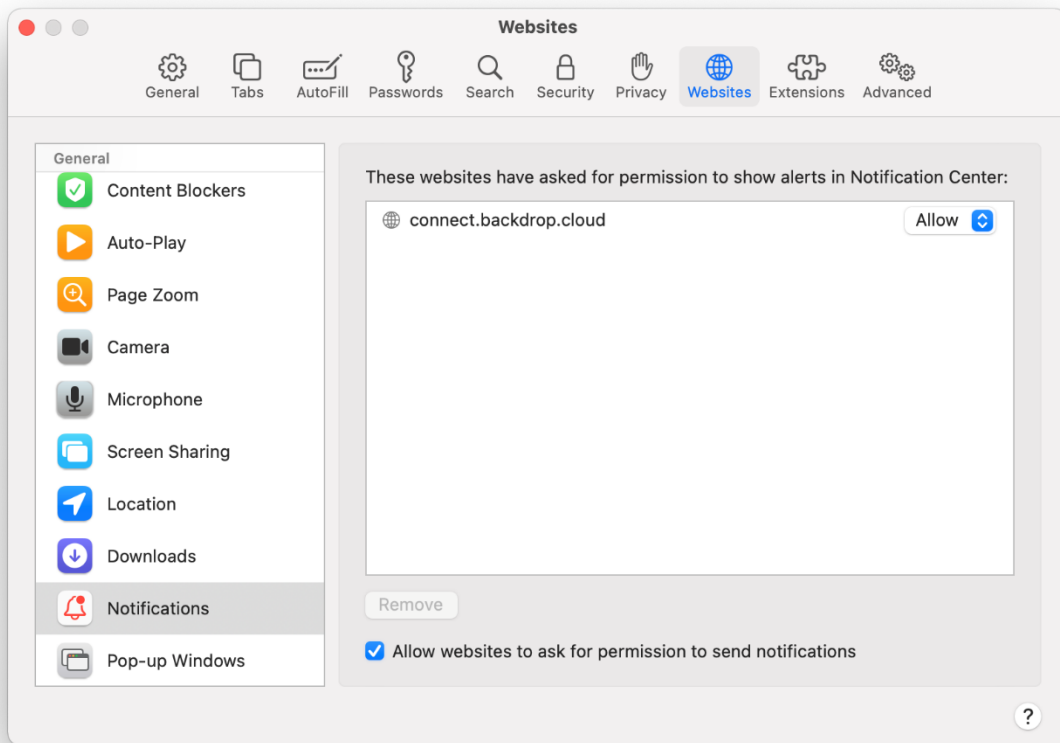 Websites
General Tabs AutoFill Passwords Search Security Privacy Websites Extensions Advanced
General
Content Blockers
Auto-Play
Page Zoom
Camera
Microphone
Screen Sharing
Location
Downloads
Notifications
Pop-up Windows
These websites have asked for permission to show alerts in Notification Center:
connect.backdrop.cloud Allow
Remove
Allow websites to ask for permission to send notifications
?